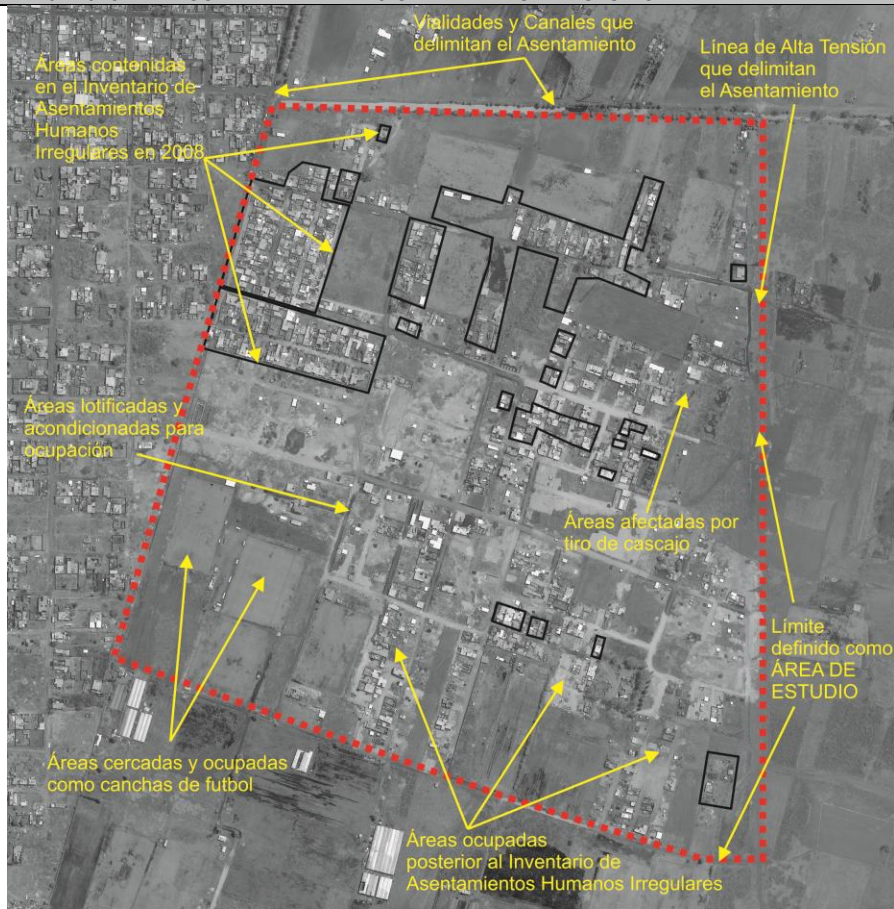 Vialidades y Canales que
delimitan el Asentamiento
Línea de Alta Tensión
que delimitan
el Asentamiento
Áreas contenidas
en el Inventario de
Asentamientos
Humanos
Irregulares en 2008
Áreas lotificadas y
acondicionadas para
ocupación
Áreas afectadas por
tiro de cascajo
Límite
definido como
ÁREA DE
ESTUDIO
Áreas cercadas y ocupadas
como canchas de futbol
Áreas ocupadas
posterior al Inventario de
Asentamientos Humanos Irregulares